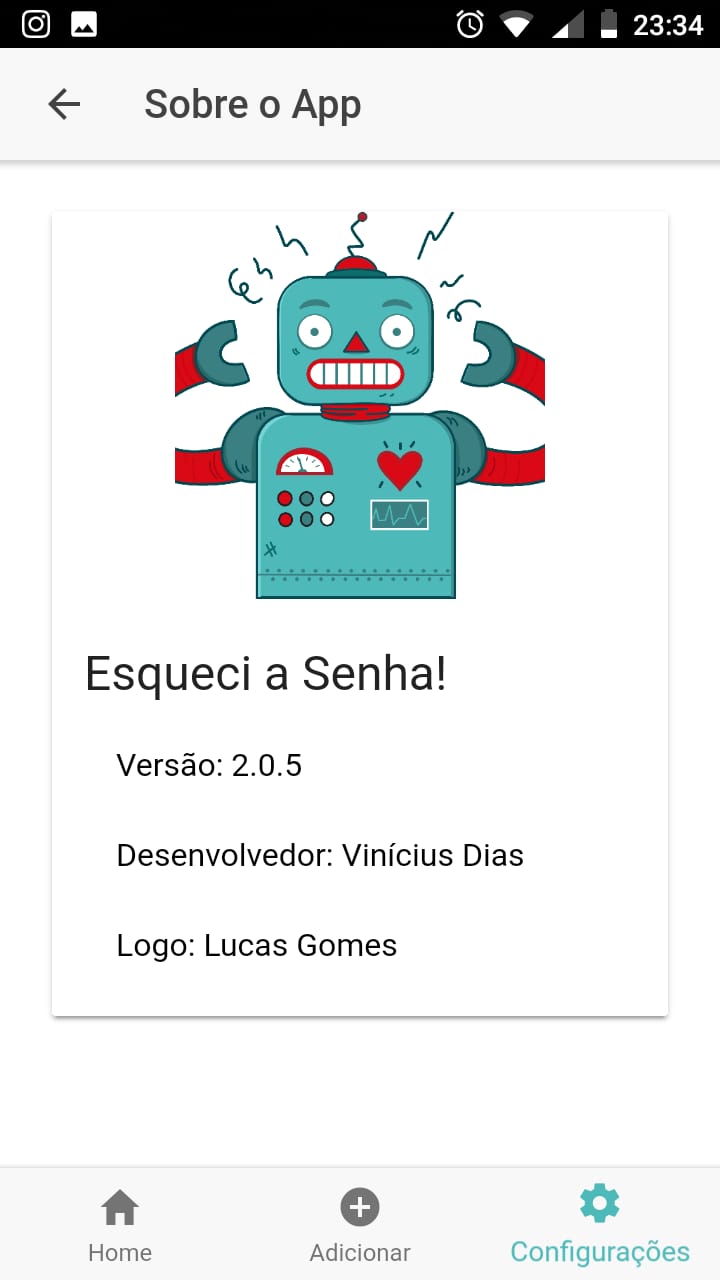 23:34
Sobre o App
Esqueci a Senha!
Versão: 2.0.5
Desenvolvedor: Vinícius Dias
Logo: Lucas Gomes
Home
Adicionar
Configurações